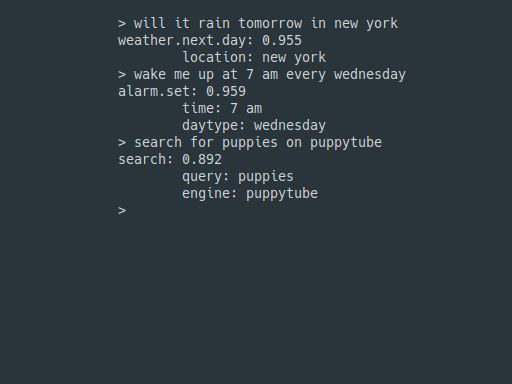 > will it rain tomorrow in new york
weather.next.day: 0.955
        location: new york
> wake me up at 7 am every wednesday
alarm.set: 0.959
        time: 7 am
        daytype: wednesday
> search for puppies on puppytube
search: 0.892
        query: puppies
        engine: puppytube
>